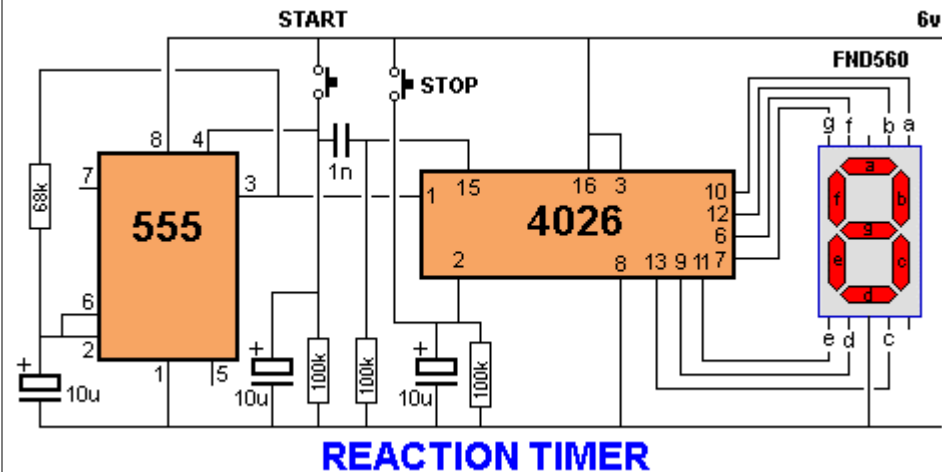 START
6v
FND560
STOP
g f b a
8 4
1n
7
3
1 15 16 3 10
68k
555
4026
12
6
2 8 13 9 11 7
a
f b
g
e c
d
6
2
1 5
e d c
+ 10u
+ 10u
100k
100k
+ 10u
100k
REACTION TIMER